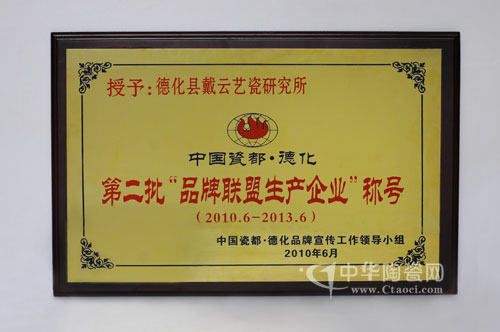 授予：德化县戴云艺瓷研究所
中国瓷都·德化
第二批“品牌联盟生产企业”称号
(2010.6-2013.6)
中国瓷都·德化品牌宣传工作领导小组
2010年6月
中华陶瓷网
www.Ctaoci.com